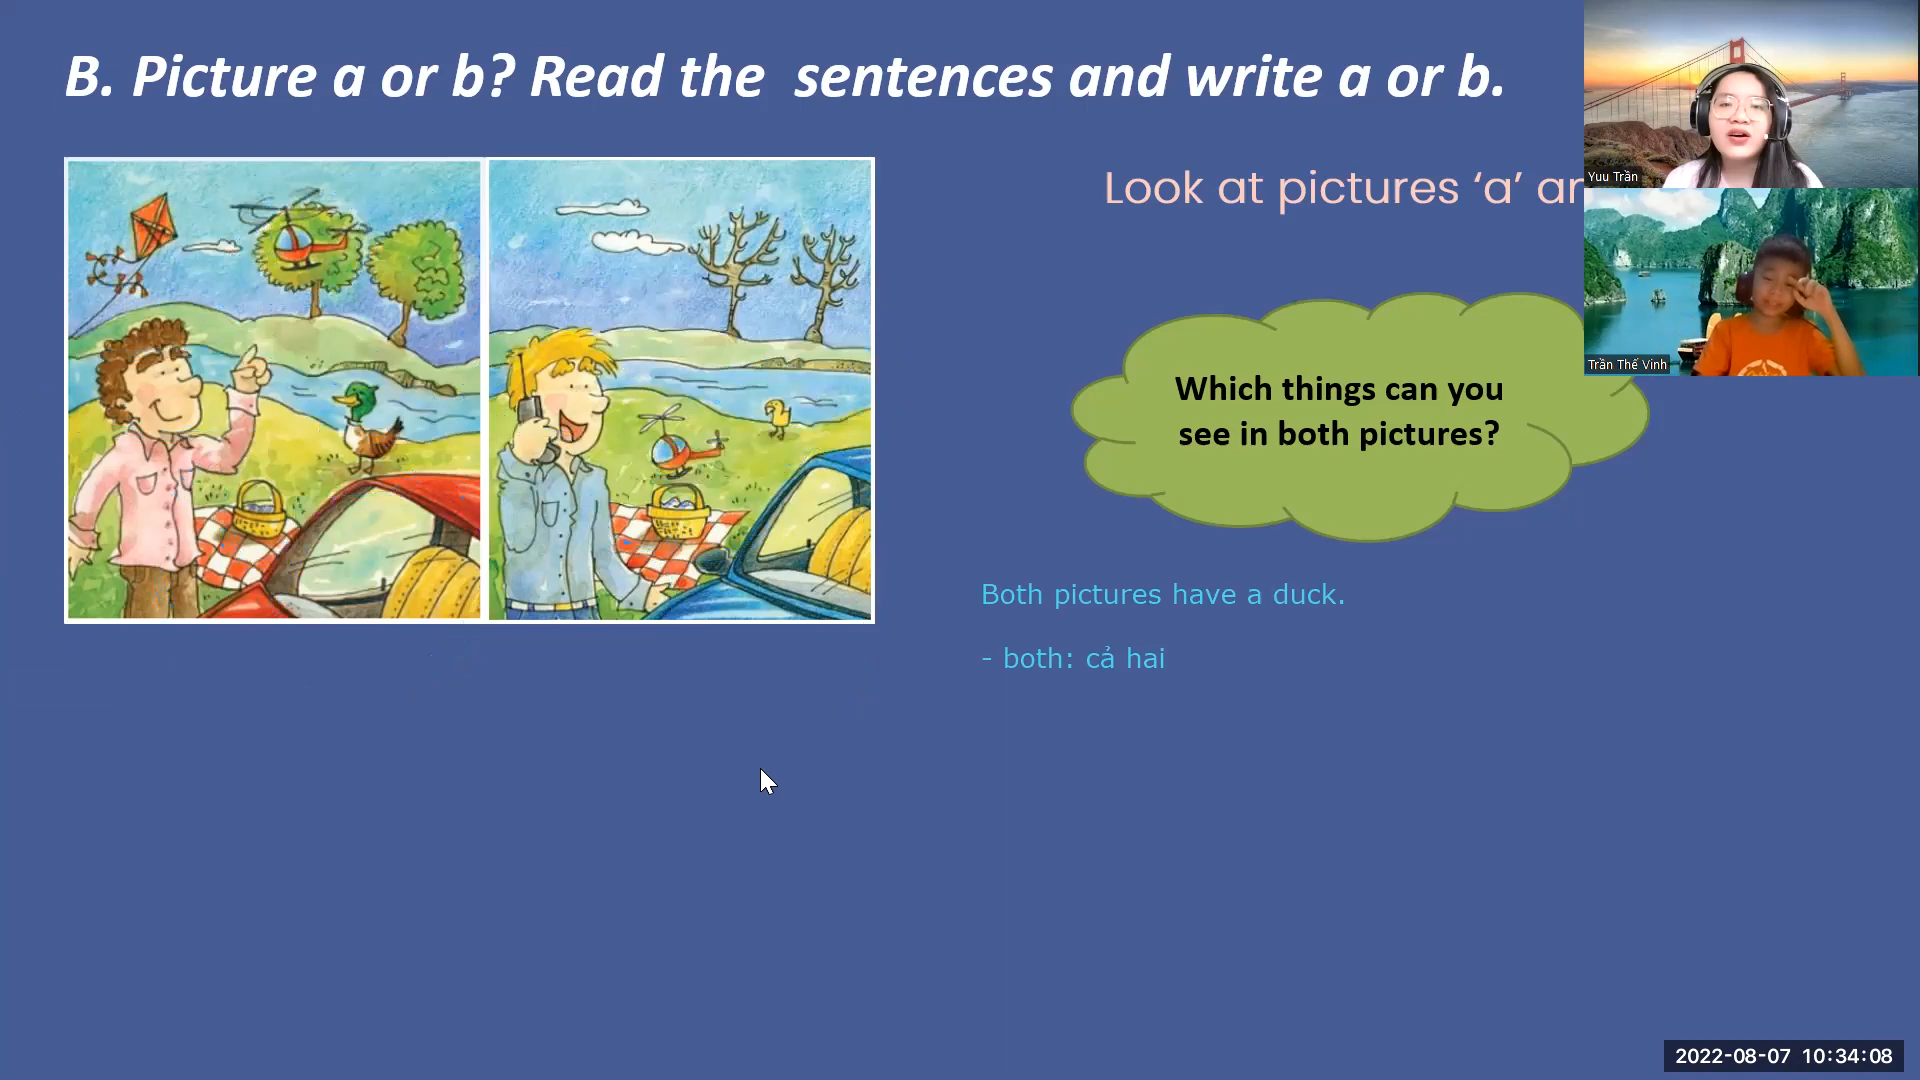 B. Picture a or b? Read the sentences and write a or b.
Look at pictures ‘a’
Which things can you
see in both pictures?
Both pictures have a duck.
- both: cả hai
Yuu Trần
Trần Thế Vinh
2022-08-07 10:34:08